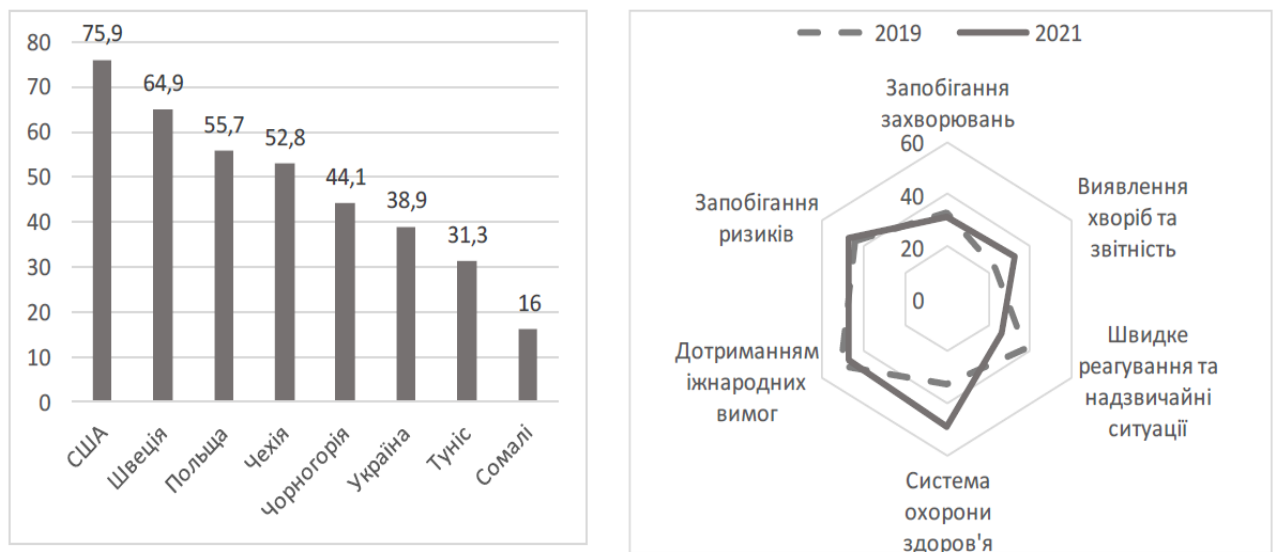 80
70
60
50
40
30
20
10
0
75,9
64,9
55,7
52,8
44,1
38,9
31,3
16
США
Швеція
Польща
Чехія
Чорногорія
Україна
Туніс
Сомалі
2019
2021
Запобігання
захворювань
60
40
20
0
Виявлення
хворіб та
звітність
Швидке
реагування та
надзвичайні
ситуації
Система
охорони
здоров'я
Дотриманням
іжнародних
вимог
Запобігання
ризиків